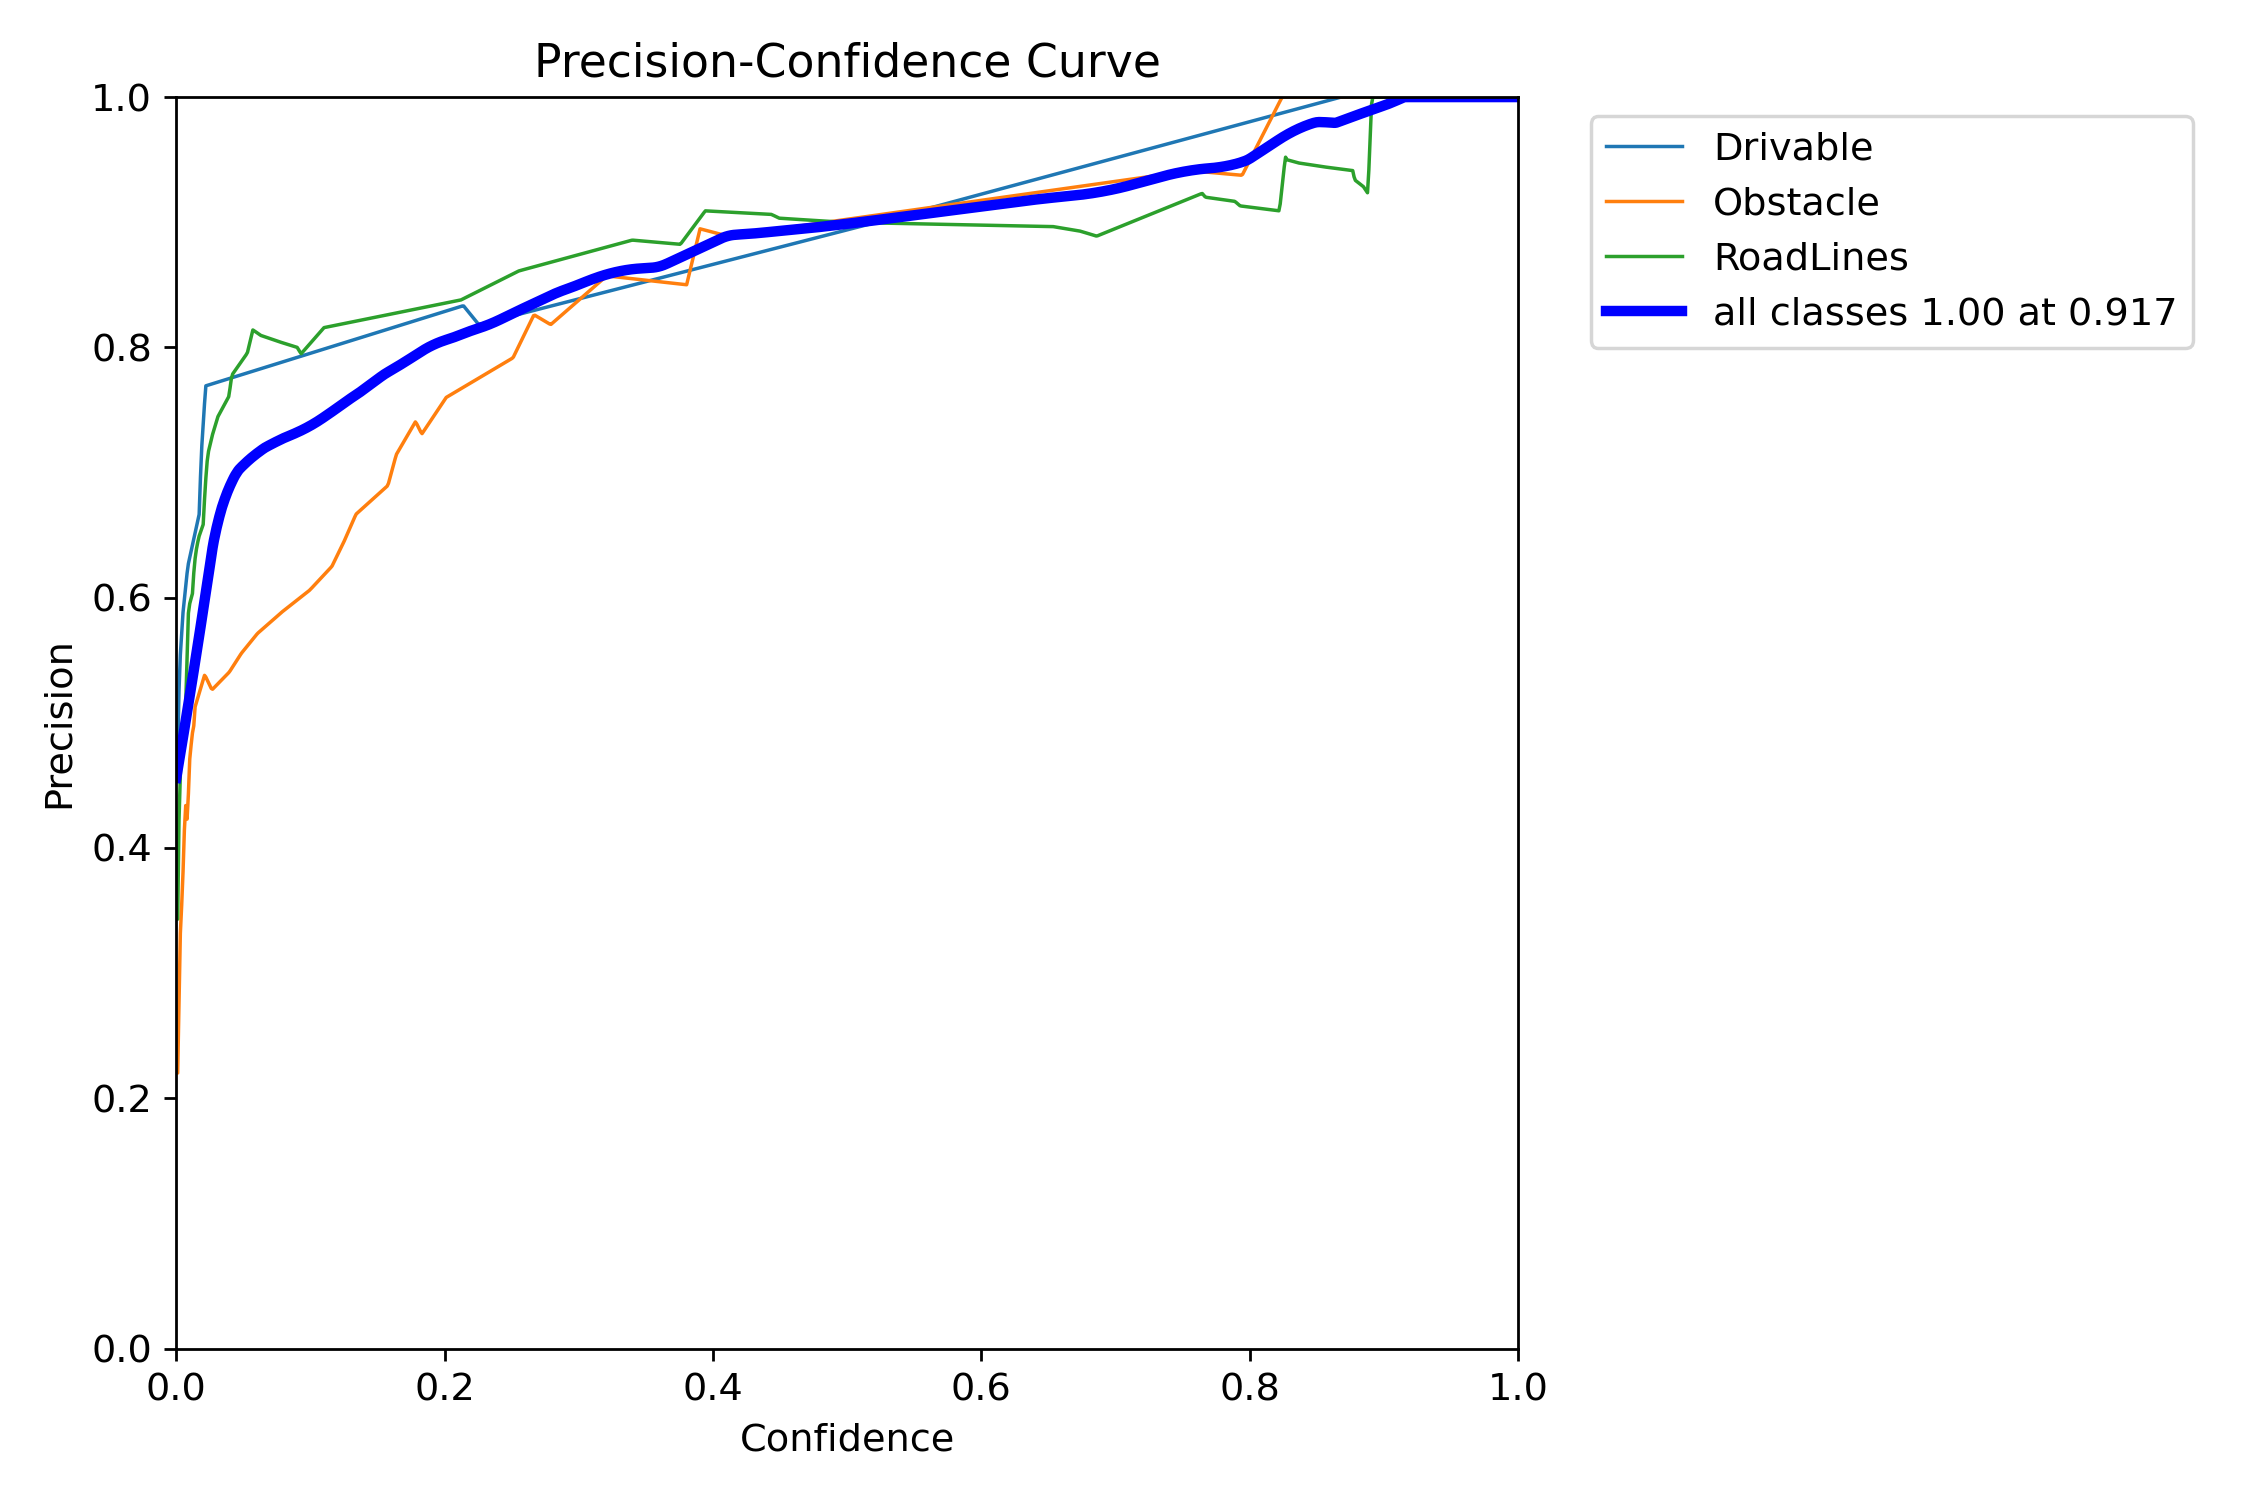 Precision-Confidence Curve
1.0
0.8
0.6
0.4
0.2
0.0
Precision
0.0 0.2 0.4 0.6 0.8 1.0
Confidence
Drivable
Obstacle
RoadLines
all classes 1.00 at 0.917